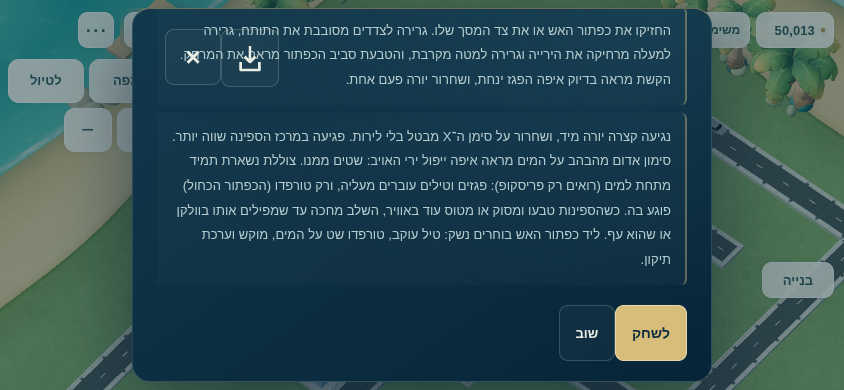 50,013
משימ
...
לטיול
מפה
—
בנייה
החזיקו את כפתור האש או את צד המסך שלו. גרירה לצדדים מסובבת את התותח, גרירה
למעלה מרחיקה את הירייה וגרירה למטה מקרבת, והטבעת סביב הכפתור מראה את המרחק.
הקשת מראה בדיוק איפה הפגז ינחת, ושחרור יורה פעם אחת.
נגיעה קצרה יורה מיד, ושחרור על סימן ה־X מבטל בלי לירות. פגיעה במרכז הספינה שווה יותר.
סימון אדום מהבהב על המים מראה איפה ייפול ירי האויב: שטים ממנו. צוללת נשארת תמיד
מתחת למים (רואים רק פריסקופ): פגזים וטילים עוברים מעליה, ורק טורפדו (הכפתור הכחול)
פוגע בה. כשהספינות טבעו ומסוק או מטוס עוד באוויר, השלב מחכה עד שמפילים אותו בוולקן
או שהוא עף. ליד כפתור האש בוחרים נשק: טיל עוקב, טורפדו שט על המים, מוקש וערכת
תיקון.
לשחק
שוב